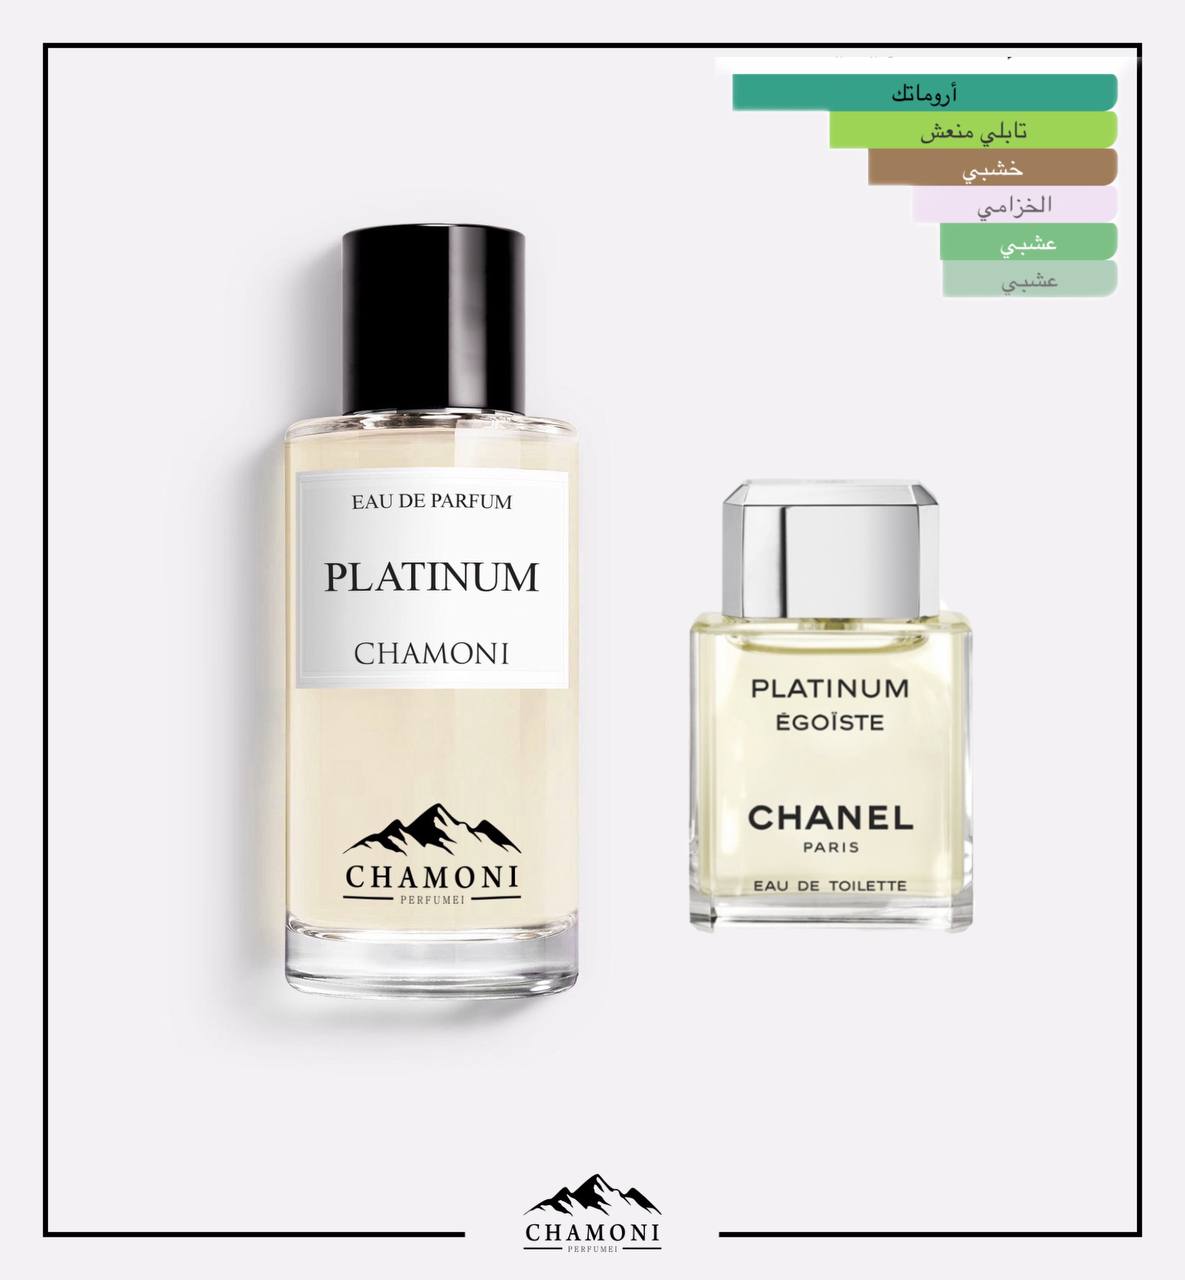 أروماتك
تابلي منعش
خشبي
الخزامي
عشبي
عشبي
EAU DE PARFUM
PLATINUM
CHAMONI
CHAMONI
PERFUMEI
PLATINUM
ÉGOÏSTE
CHANEL
PARIS
EAU DE TOILETTE
CHAMONI
PERFUMEI